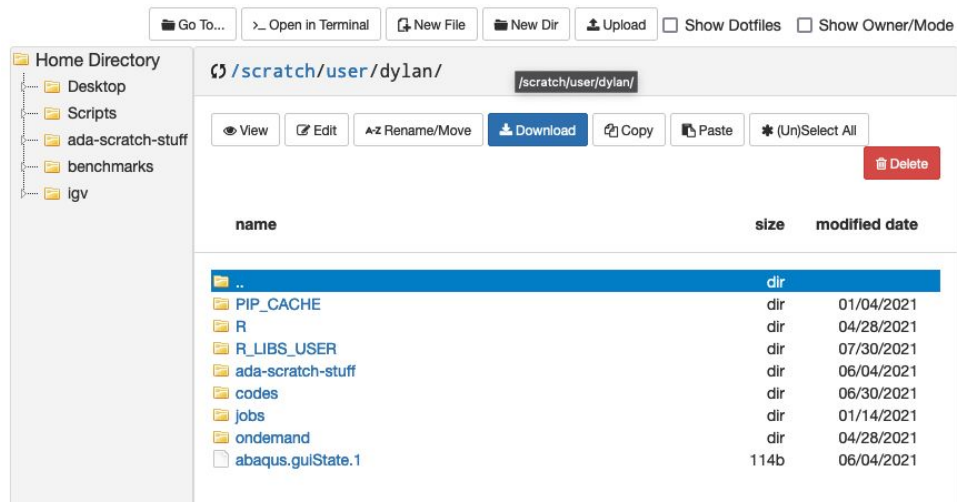 Go To... >_ Open in Terminal New File New Dir Upload Show Dotfiles Show Owner/Mode
Home Directory
Desktop
Scripts
ada-scratch-stuff
benchmarks
igv
/scratch/user/dylan/
/scratch/user/dylan/
View Edit A-Z Rename/Move Download Copy Paste (Un)Select All
Delete
name size modified date
.. dir
PIP_CACHE dir 01/04/2021
R dir 04/28/2021
R_LIBS_USER dir 07/30/2021
ada-scratch-stuff dir 06/04/2021
codes dir 06/30/2021
jobs dir 01/14/2021
ondemand dir 04/28/2021
abaqus.guiState.1 114b 06/04/2021